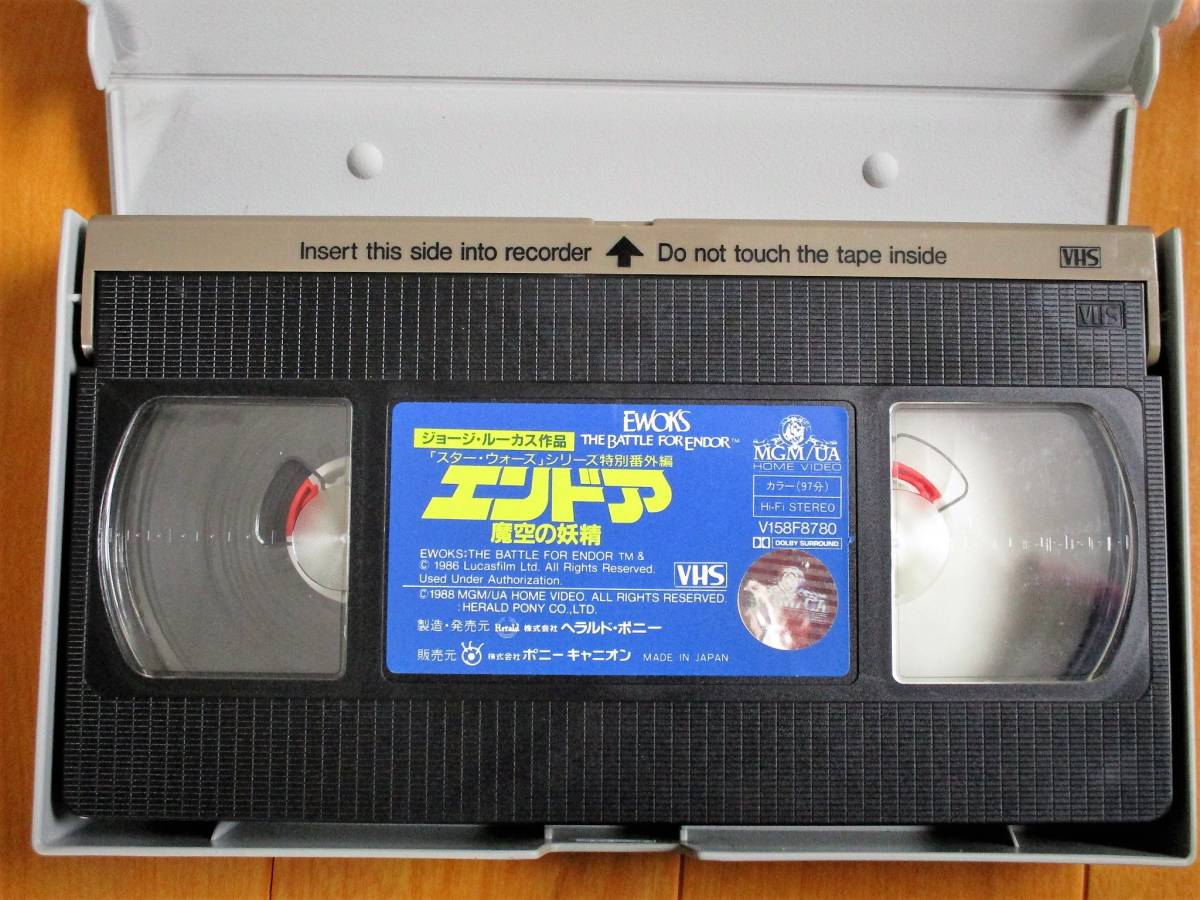 Insert this side into recorder ↑ Do not touch the tape inside VHS
VHS
EWOKS
THE BATTLE FOR ENDOR™
ジョージ・ルーカス作品
「スター・ウォーズ」シリーズ特別番外編
エンドア
魔空の妖精
MGM/UA
HOME VIDEO
カラー(97分)
Hi-Fi STEREO
V158F8780
DOLBY SURROUND
EWOKS:THE BATTLE FOR ENDOR TM &
© 1986 Lucasfilm Ltd. All Rights Reserved.
Used Under Authorization.
VHS
©1988 MGM/UA HOME VIDEO. ALL RIGHTS RESERVED.
:HERALD PONY CO.,LTD.
製造・発売元 Herald 株式会社 ヘラルド・ポニー
販売元 株式会社 ポニー キャニオン MADE IN JAPAN